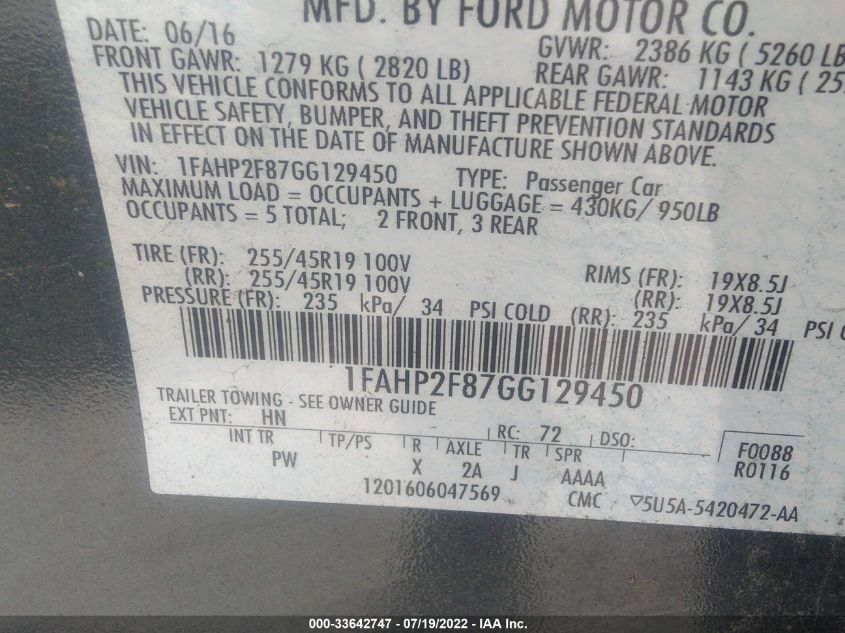 MFD. BY FORD MOTOR CO.
DATE: 06/16 GVWR: 2386 KG ( 5260 LB
FRONT GAWR: 1279 KG ( 2820 LB) REAR GAWR: 1143 KG ( 25
THIS VEHICLE CONFORMS TO ALL APPLICABLE FEDERAL MOTOR
VEHICLE SAFETY, BUMPER, AND THEFT PREVENTION STANDARDS
IN EFFECT ON THE DATE OF MANUFACTURE SHOWN ABOVE.
VIN: 1FAHP2F87GG129450 TYPE: Passenger Car
MAXIMUM LOAD = OCCUPANTS + LUGGAGE = 430KG/ 950LB
OCCUPANTS = 5 TOTAL; 2 FRONT, 3 REAR
TIRE (FR): 255/45R19 100V RIMS (FR): 19X8.5J
(RR): 255/45R19 100V (RR): 19X8.5J
PRESSURE (FR): 235 kPa/ 34 PSI COLD (RR): 235 kPa/ 34 PSI
1FAHP2F87GG129450
TRAILER TOWING - SEE OWNER GUIDE
EXT PNT: HN RC: 72 DSO: F0088
INT TR TP/PS R AXLE TR SPR R0116
PW X 2A J AAAA
1201606047569 CMC ▽5U5A-5420472-AA
000-33642747 - 07/19/2022 - IAA Inc.